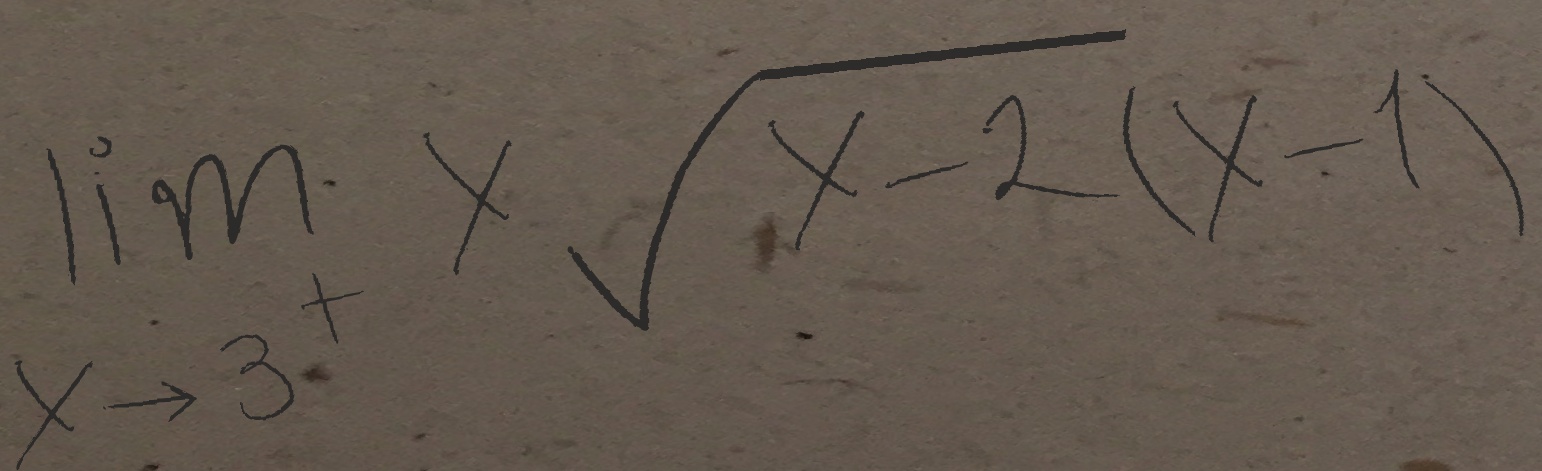 lim x √(x-2) (x-1)
x → 3⁺